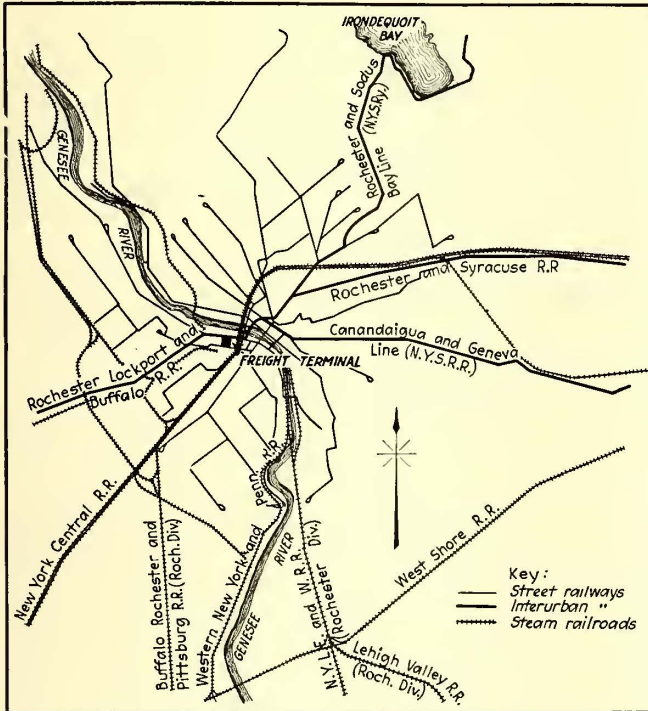 IRONDEQUOIT
BAY
Rochester and Sodus
Bay Line (N.Y.S.Ry.)
GENESEE
RIVER
Rochester and Syracuse R.R
Canandaigua and Geneva
Line (N.Y.S.R.R.)
Rochester Lockport and
Buffalo R.R.
FREIGHT TERMINAL
New York Central R.R.
Buffalo Rochester and
Pittsburg R.R. (Roch. Div.)
Western New York and
Penn. R.R.
GENESEE
RIVER
N.Y.L.E. and W.R.R.
(Rochester Div.)
West Shore R.R.
Lehigh Valley R.R.
(Roch. Div.)
Key:
Street railways
Interurban "
Steam railroads